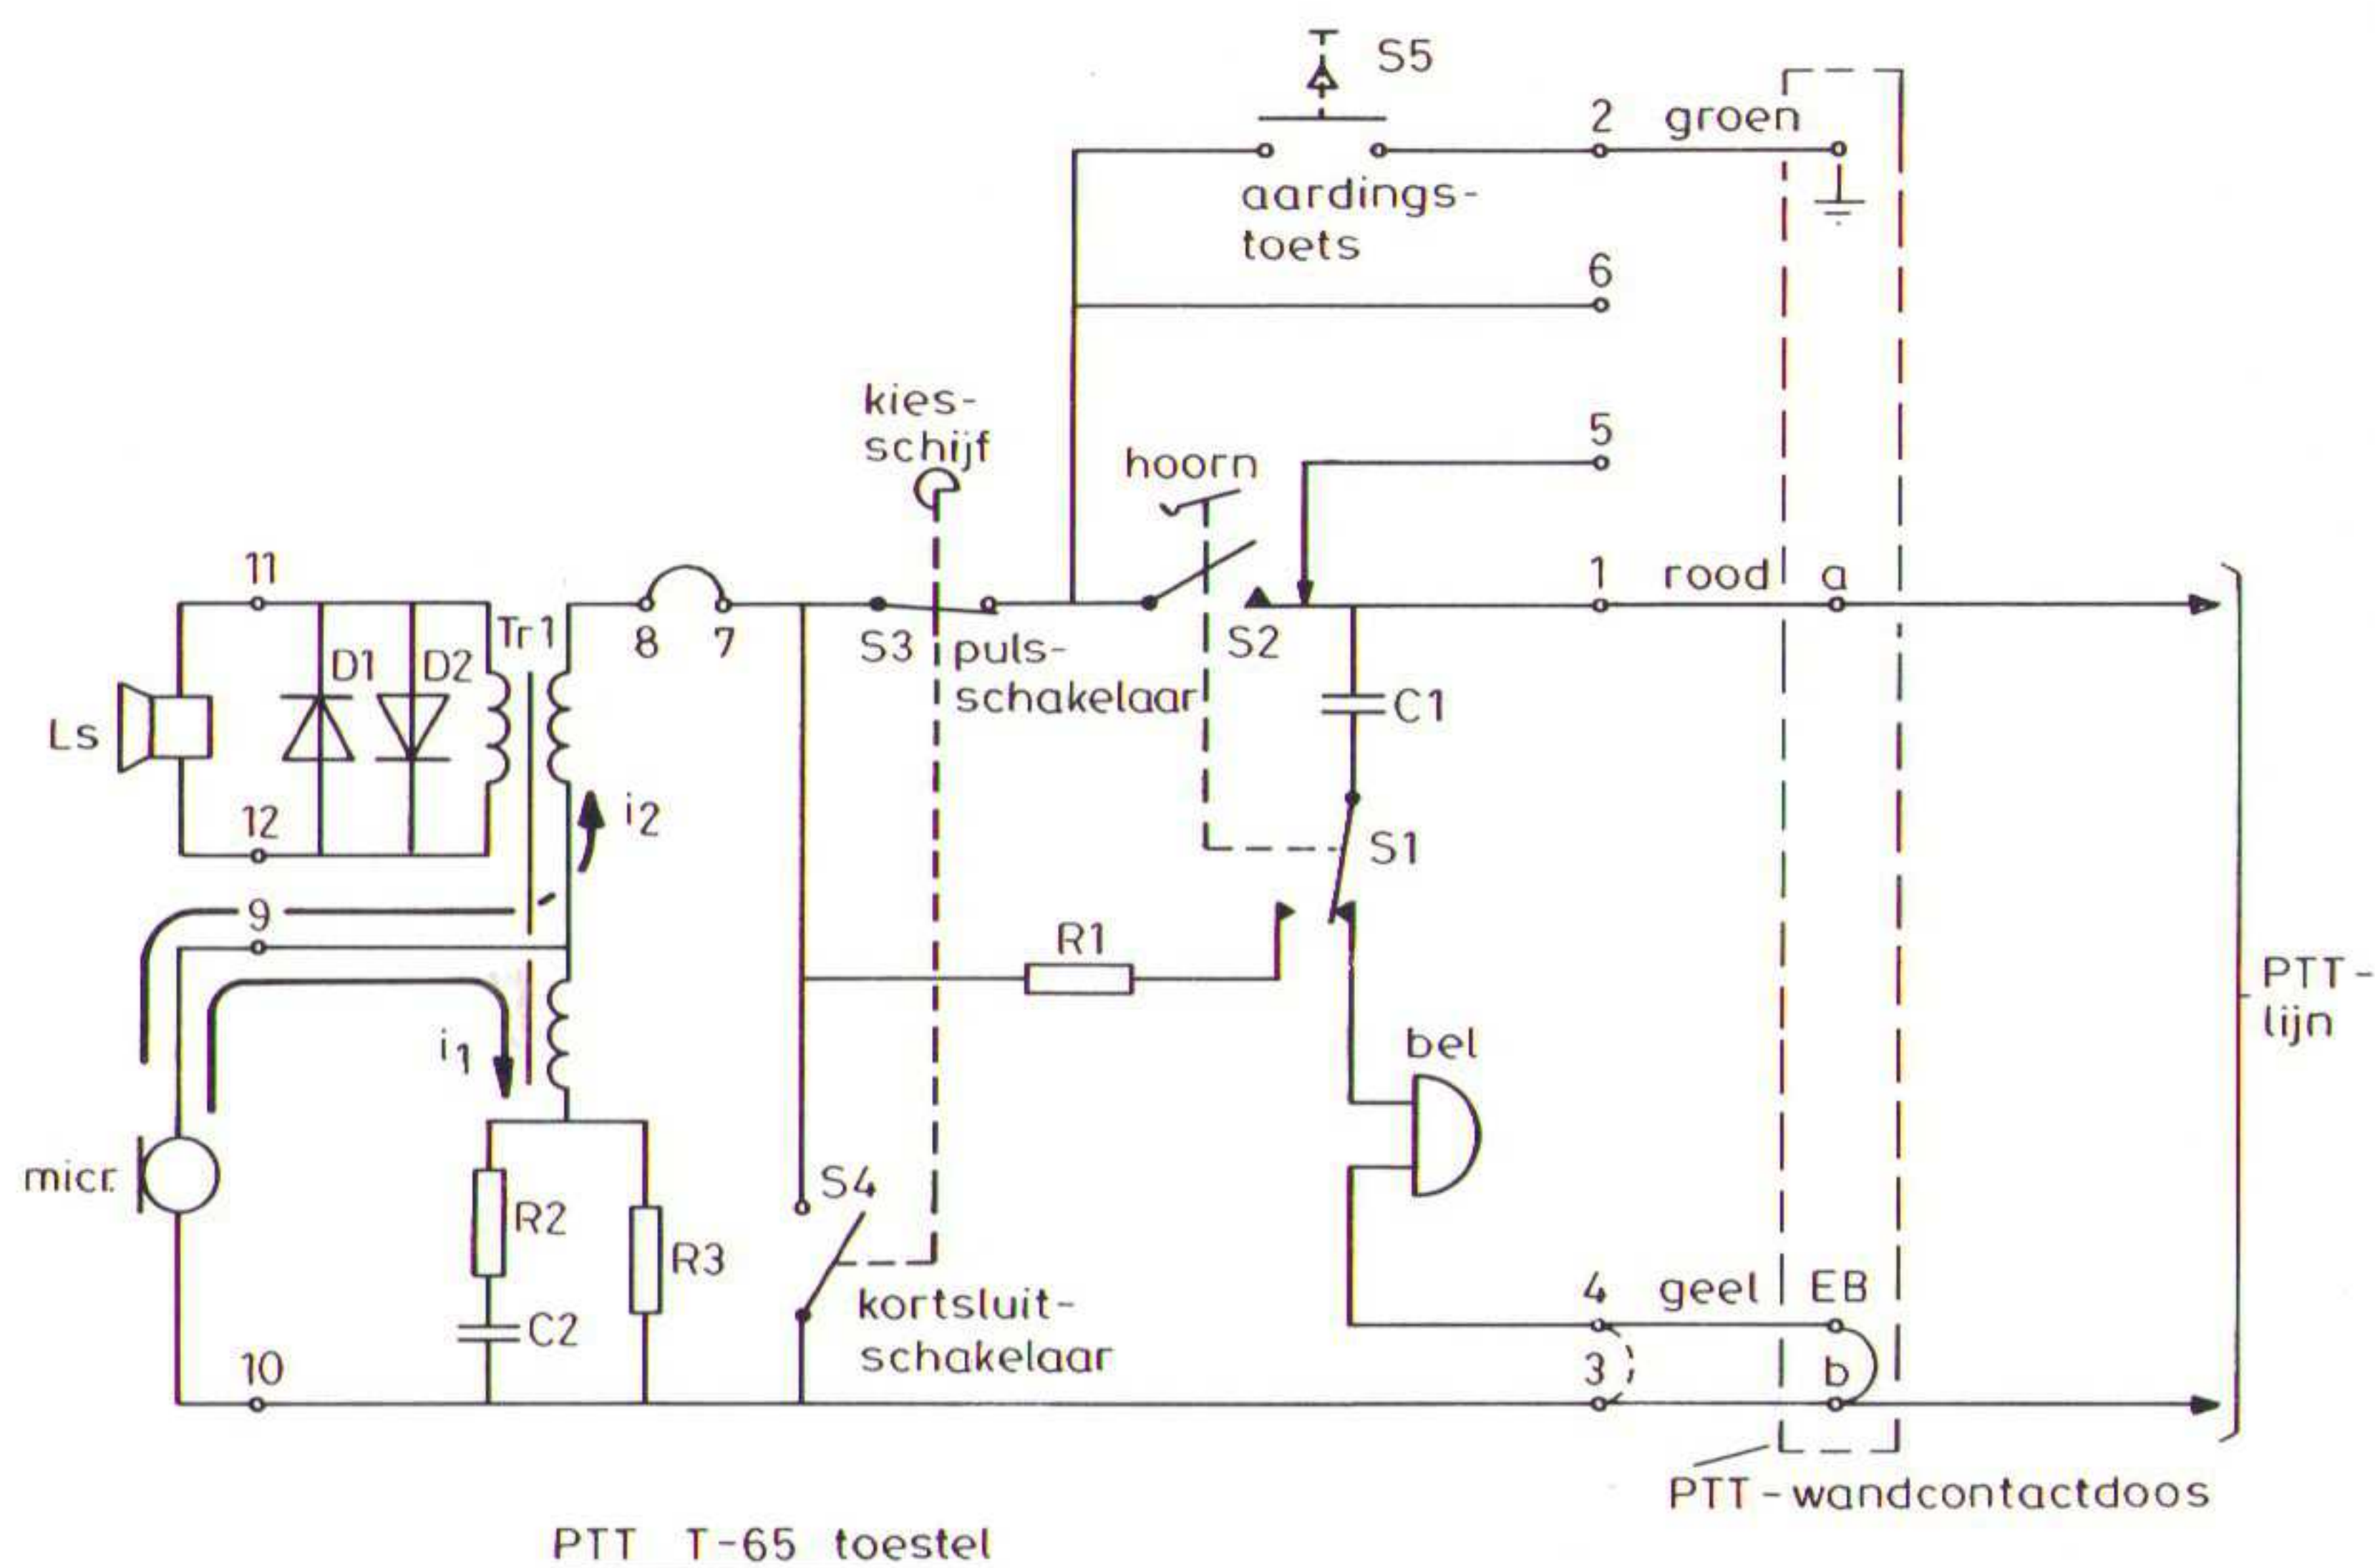 S5
2 groen
aardings-
toets
6
kies-
schijf
hoorn
5
11
Tr1
8
7
S3
puls-
schakelaar
S2
1 rood a
D1
D2
Ls
C1
12
i2
S1
9
R1
i1
bel
PTT-
lijn
micr.
S4
R2
R3
C2
kortsluit-
schakelaar
4 geel EB
3 b
10
PTT-wandcontactdoos
PTT T-65 toestel